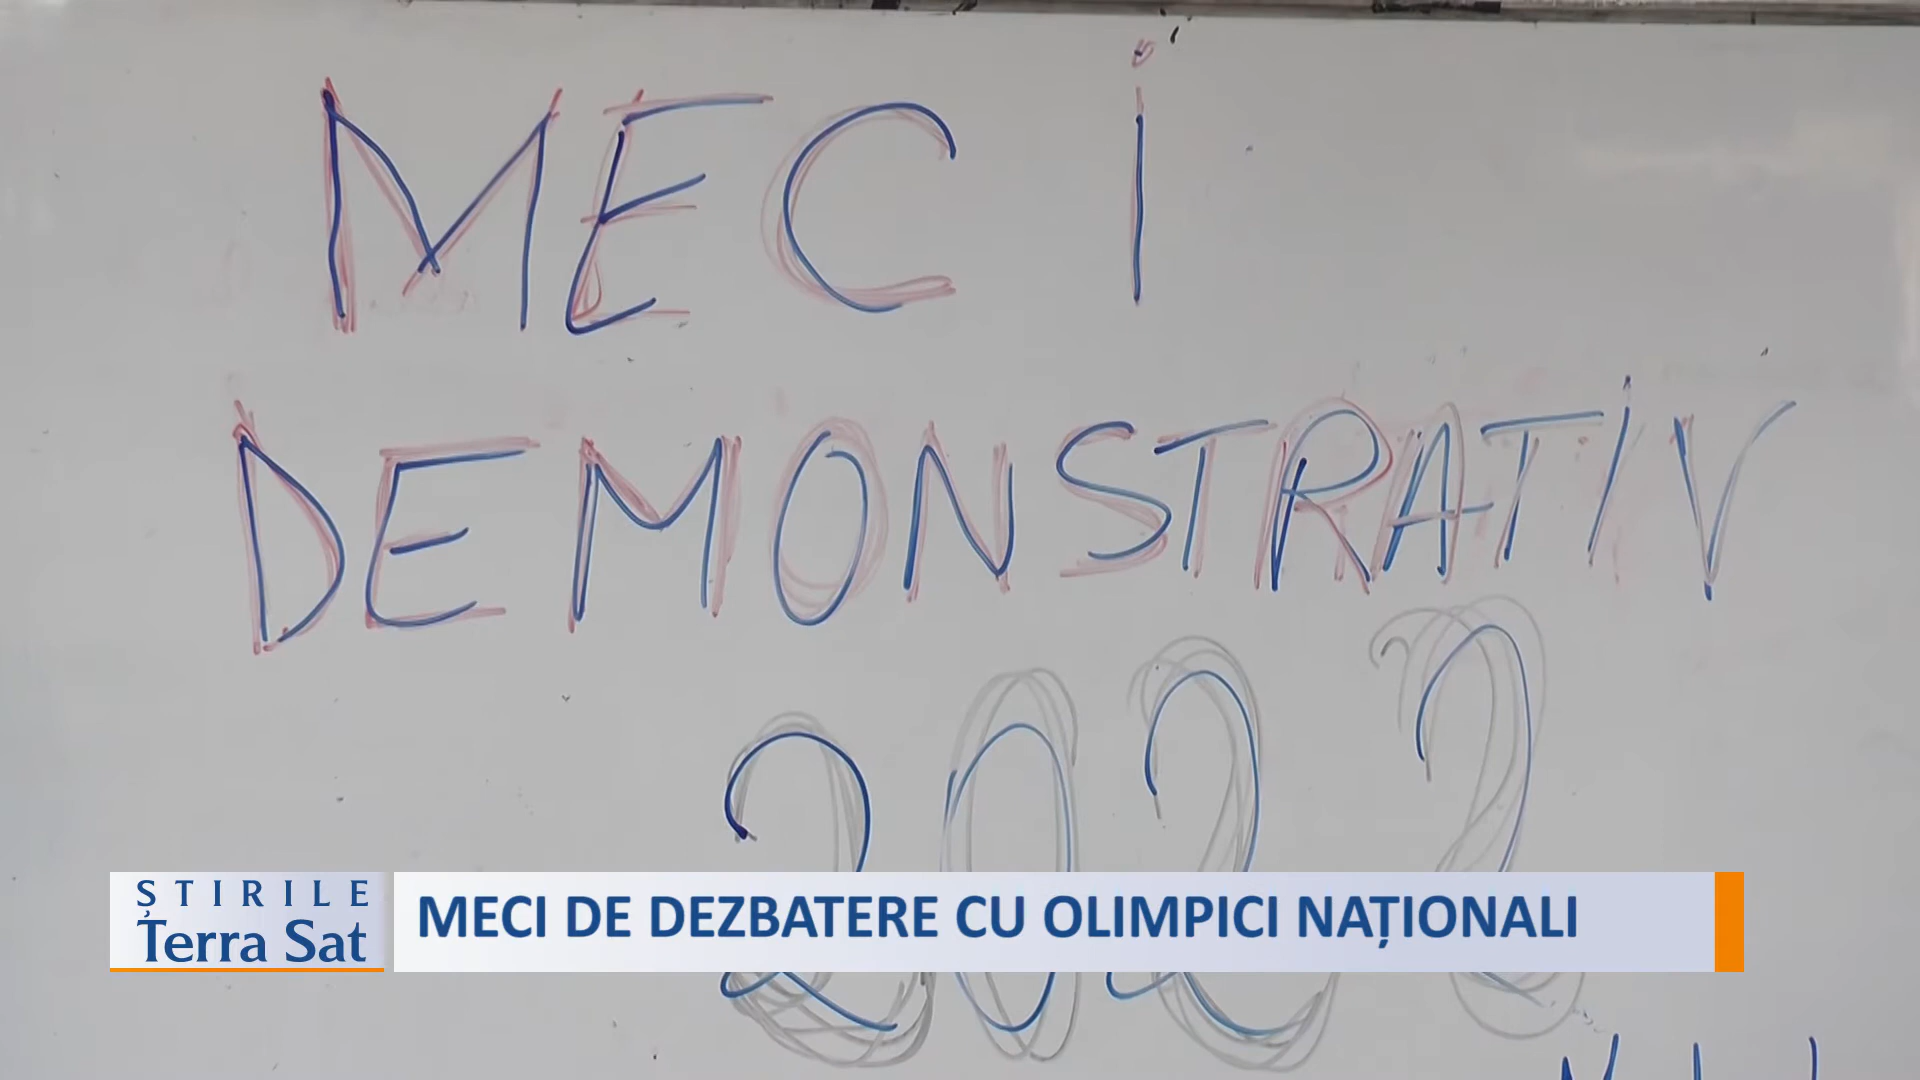 MECI
DEMONSTRATIV
2022
ȘTIRILE
Terra Sat
MECI DE DEZBATERE CU OLIMPICI NAȚIONALI